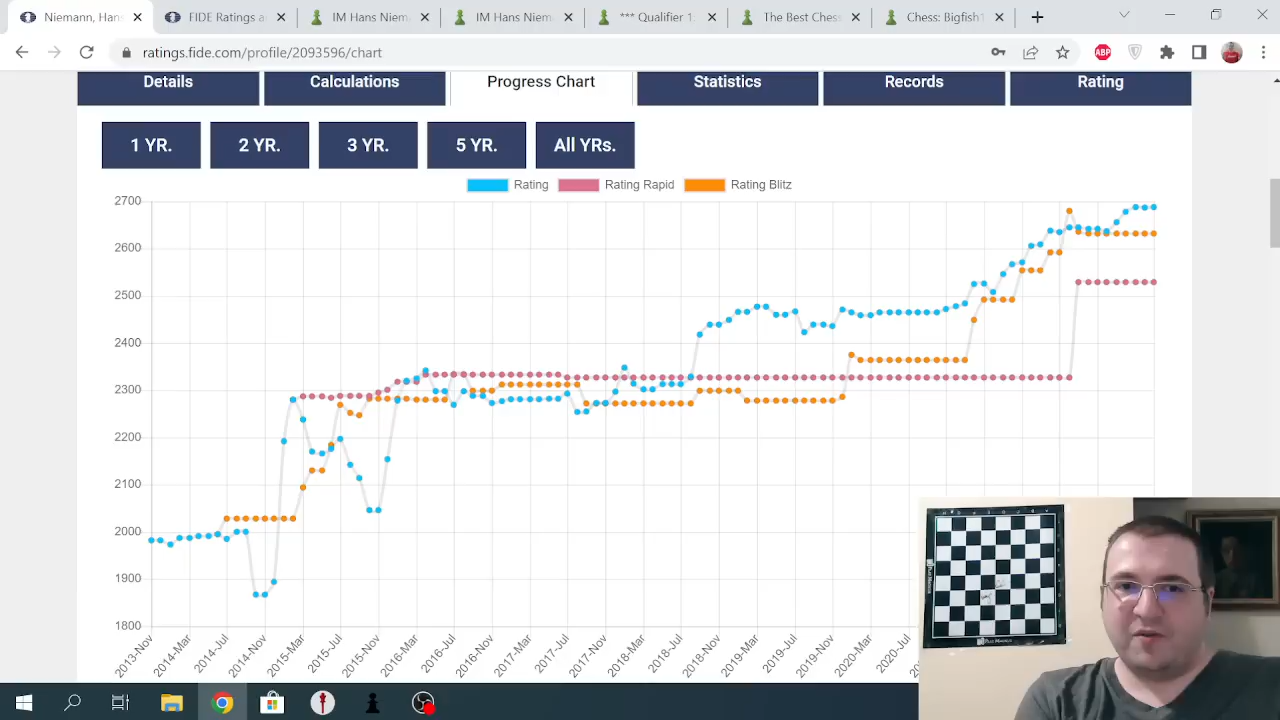 Niemann, Hans
FIDE Ratings a
IM Hans Niem
IM Hans Niem
*** Qualifier 1
The Best Ches
Chess: Bigfish1
ratings.fide.com/profile/2093596/chart
ABP
Details
Calculations
Progress Chart
Statistics
Records
Rating
1 YR.
2 YR.
3 YR.
5 YR.
All YRs.
Rating
Rating Rapid
Rating Blitz
2700
2600
2500
2400
2300
2200
2100
2000
1900
1800
2013-Nov
2014-Mar
2014-Jul
2014-Nov
2015-Mar
2015-Jul
2015-Nov
2016-Mar
2016-Jul
2016-Nov
2017-Mar
2017-Jul
2017-Nov
2018-Mar
2018-Jul
2018-Nov
2019-Mar
2019-Jul
2019-Nov
2020-Mar
2020-Jul